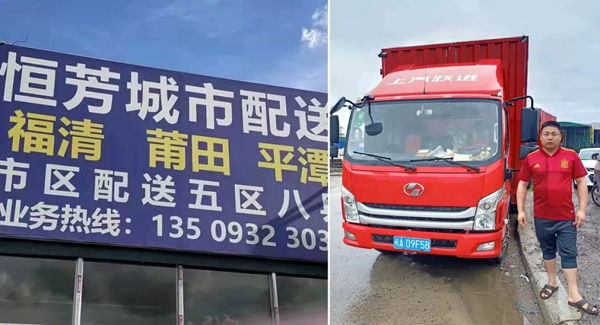 恒芳城市配送
福清 莆田 平潭
市区配送五区八
业务热线：135 0932 303
上汽跃进
A·09F5B